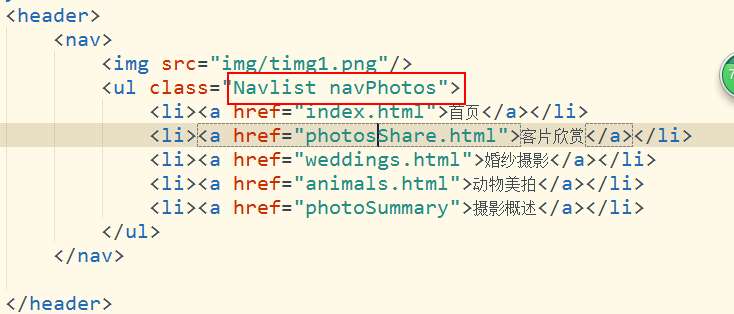 <header>
<nav>
<img src="img/timg1.png"/>
<ul class="Navlist navPhotos">
<li><a href="index.html">首页</a></li>
<li><a href="photosShare.html">客片欣赏</a></li>
<li><a href="weddings.html">婚纱摄影</a></li>
<li><a href="animals.html">动物美拍</a></li>
<li><a href="photoSummary">摄影概述</a></li>
</ul>
</nav>
</header>